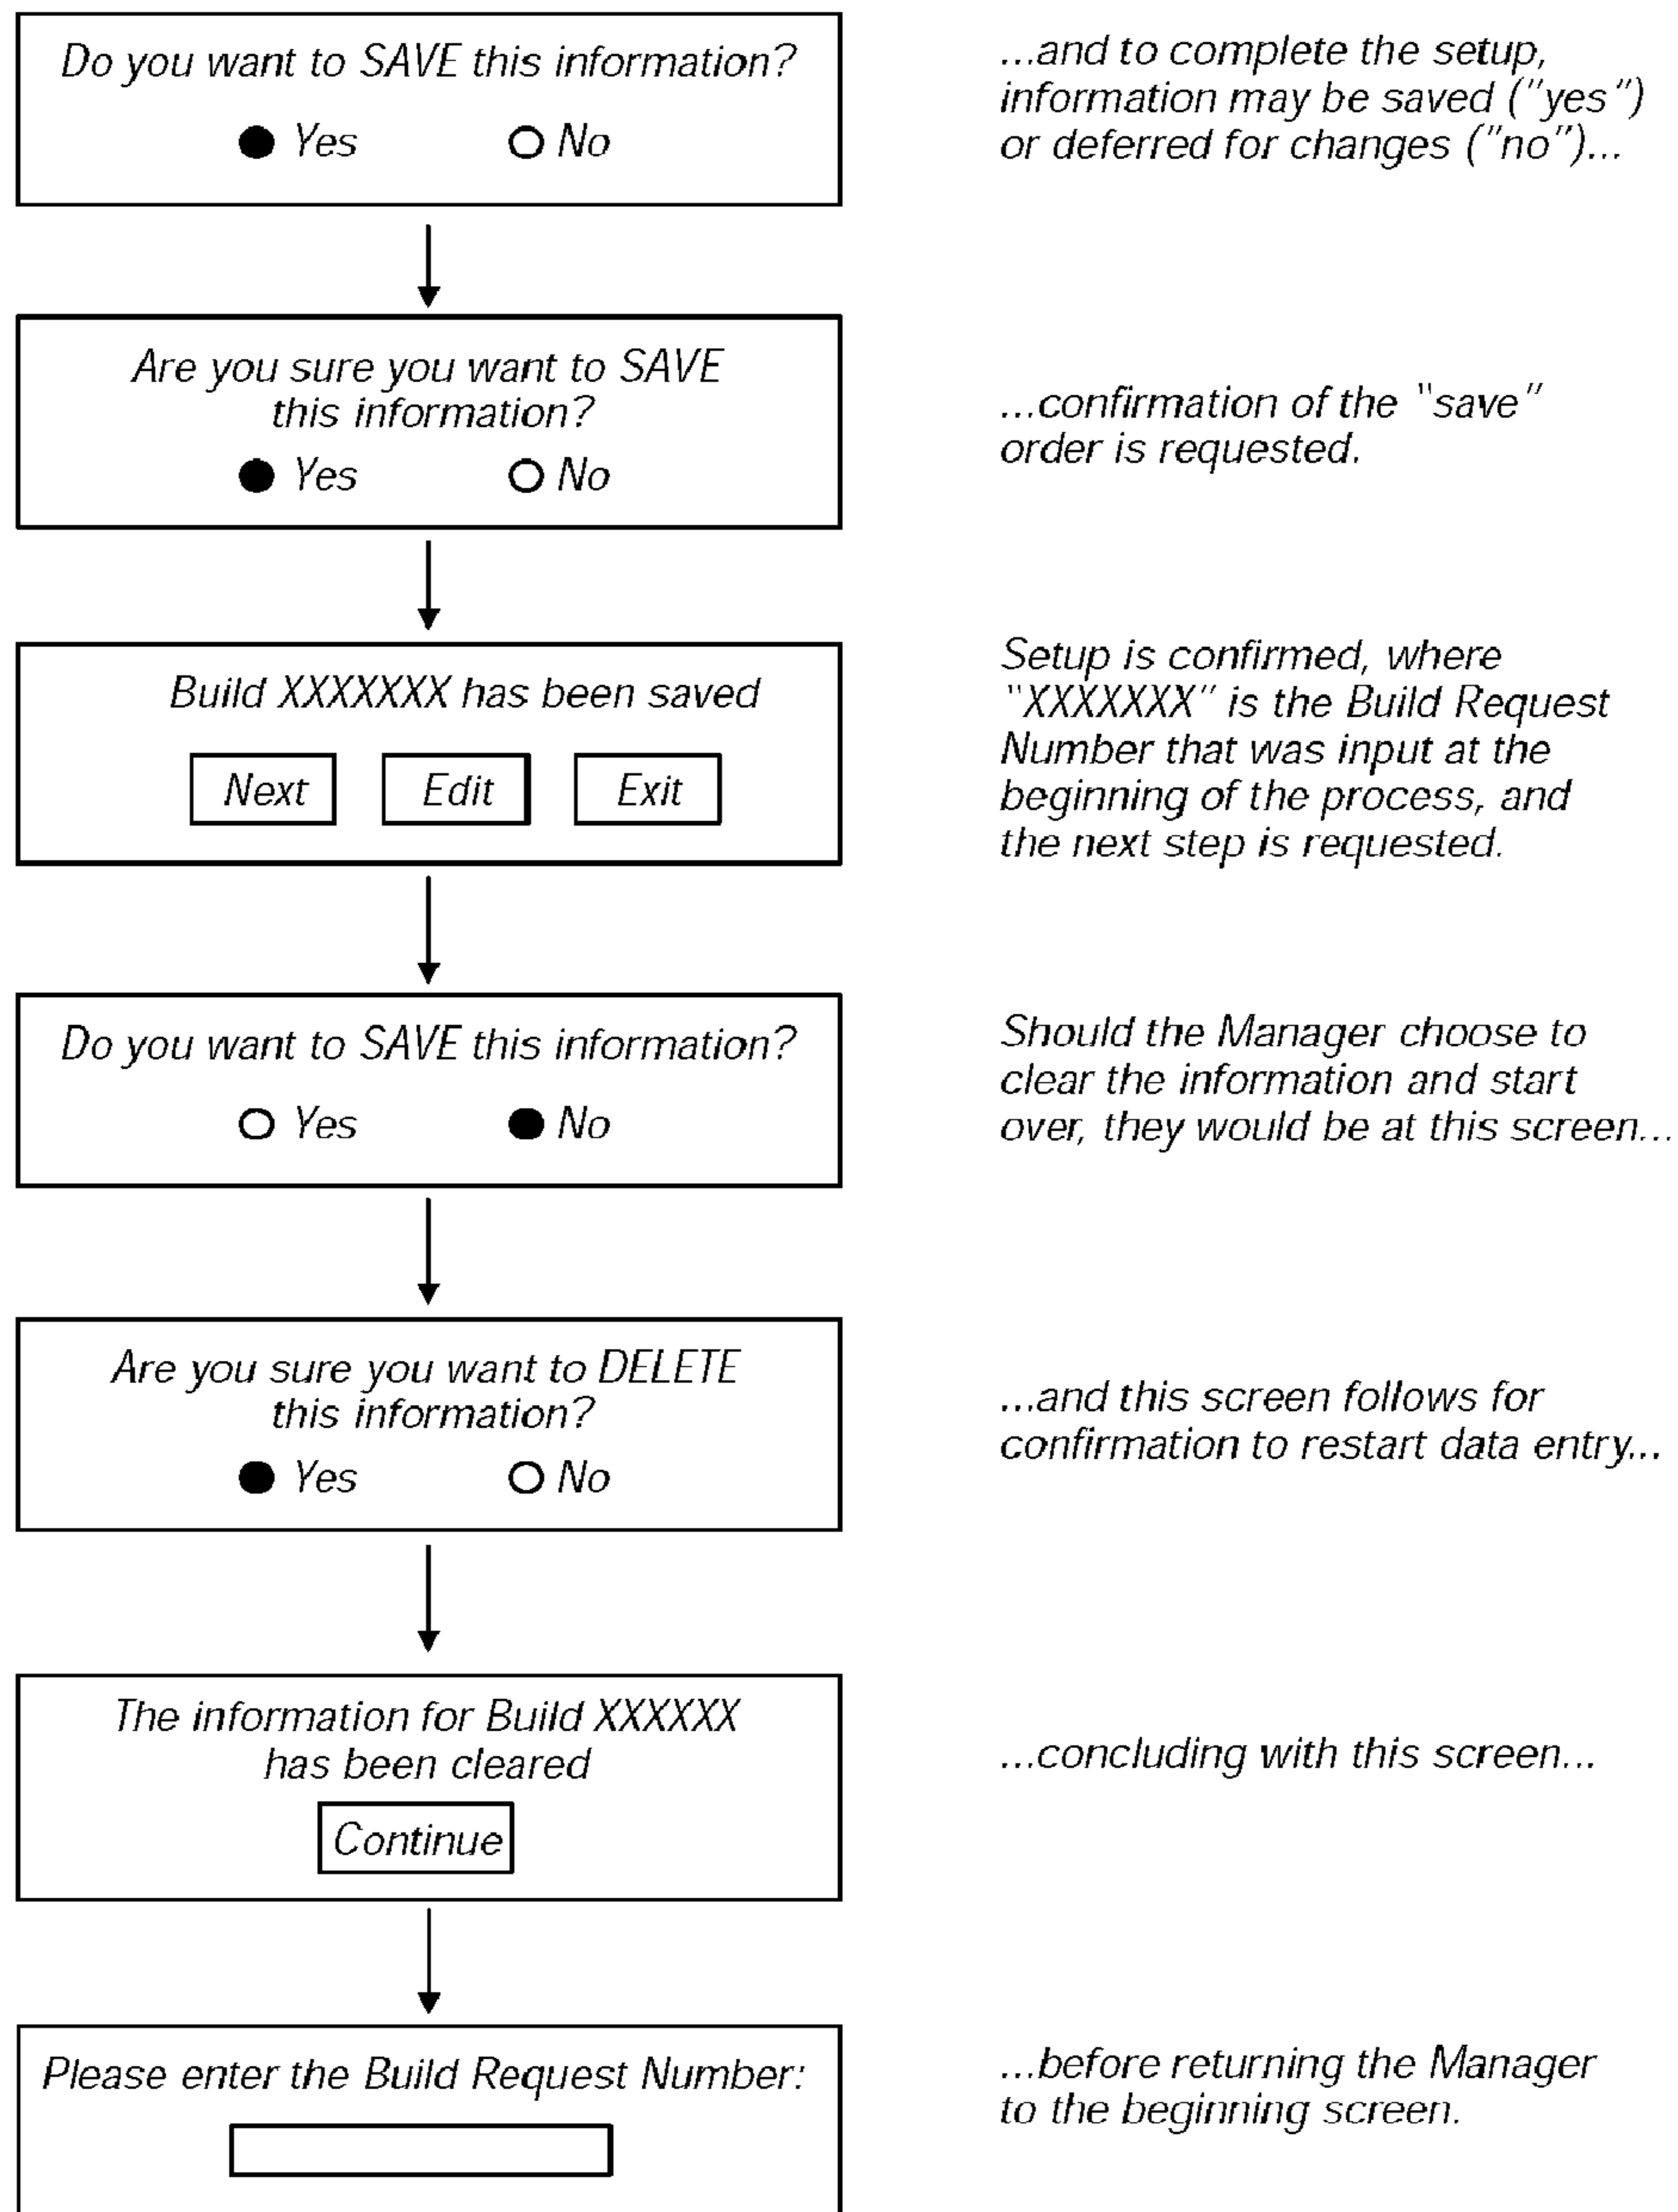 Do you want to SAVE this information?
Yes No
...and to complete the setup,
information may be saved ("yes")
or deferred for changes ("no")...
Are you sure you want to SAVE
this information?
Yes No
...confirmation of the "save"
order is requested.
Build XXXXXXX has been saved
Next Edit Exit
Setup is confirmed, where
"XXXXXXX" is the Build Request
Number that was input at the
beginning of the process, and
the next step is requested.
Do you want to SAVE this information?
Yes No
Should the Manager choose to
clear the information and start
over, they would be at this screen...
Are you sure you want to DELETE
this information?
Yes No
...and this screen follows for
confirmation to restart data entry...
The information for Build XXXXXX
has been cleared
Continue
...concluding with this screen...
Please enter the Build Request Number:
...before returning the Manager
to the beginning screen.